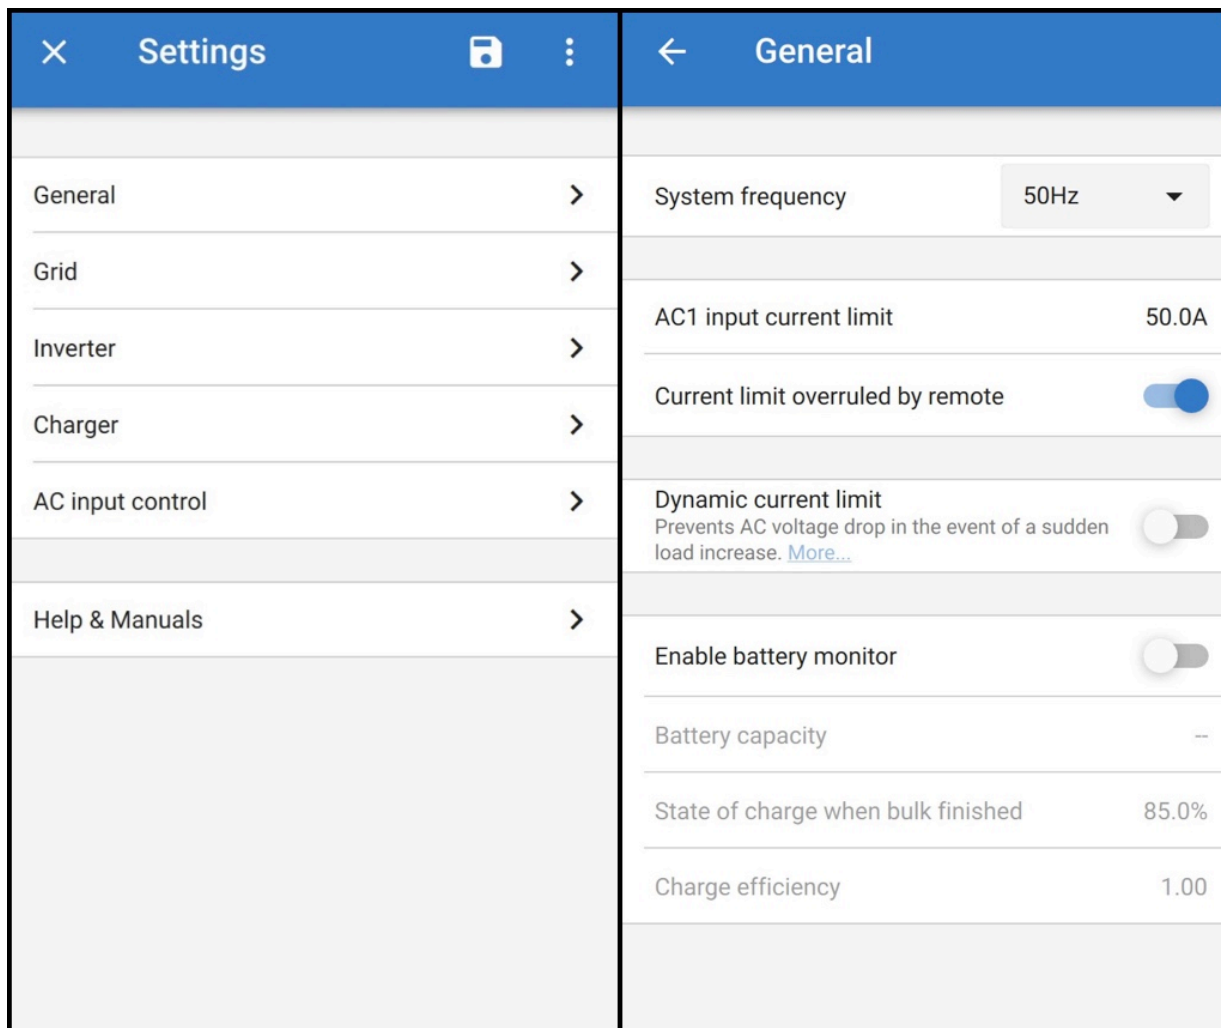 Settings
General
Grid
Inverter
Charger
AC input control
Help & Manuals
General
System frequency 50Hz
AC1 input current limit 50.0A
Current limit overruled by remote
Dynamic current limit
Prevents AC voltage drop in the event of a sudden
load increase. More...
Enable battery monitor
Battery capacity --
State of charge when bulk finished 85.0%
Charge efficiency 1.00